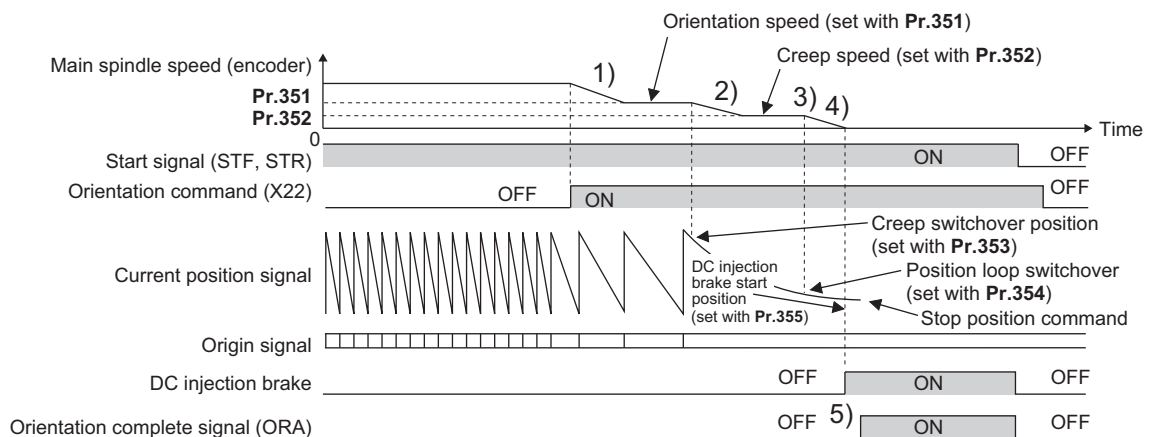 Orientation speed (set with Pr.351)
Main spindle speed (encoder)
1)
Creep speed (set with Pr.352)
Pr.351
2)
3)
4)
Pr.352
0
Time
Start signal (STF, STR)
ON
OFF
Orientation command (X22)
OFF
ON
OFF
Creep switchover position
(set with Pr.353)
Current position signal
DC injection
brake start
position
(set with Pr.355)
Position loop switchover
(set with Pr.354)
Stop position command
Origin signal
DC injection brake
OFF
ON
OFF
Orientation complete signal (ORA)
OFF
5)
ON
OFF